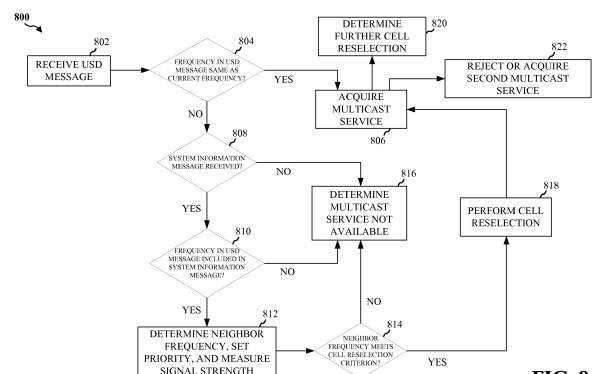 800
802
RECEIVE USD
MESSAGE
804
FREQUENCY IN USD
MESSAGE SAME AS
CURRENT FREQUENCY?
YES
NO
820
DETERMINE
FURTHER CELL
RESELECTION
822
REJECT OR ACQUIRE
SECOND MULTICAST
SERVICE
ACQUIRE
MULTICAST
SERVICE
806
808
SYSTEM INFORMATION
MESSAGE RECEIVED?
NO
YES
816
DETERMINE
MULTICAST
SERVICE NOT
AVAILABLE
818
PERFORM CELL
RESELECTION
810
FREQUENCY IN USD
MESSAGE INCLUDED IN
SYSTEM INFORMATION
MESSAGE?
NO
YES
NO
812
DETERMINE NEIGHBOR
FREQUENCY, SET
PRIORITY, AND MEASURE
SIGNAL STRENGTH
814
NEIGHBOR
FREQUENCY MEETS
CELL RESELECTION
CRITERION?
YES